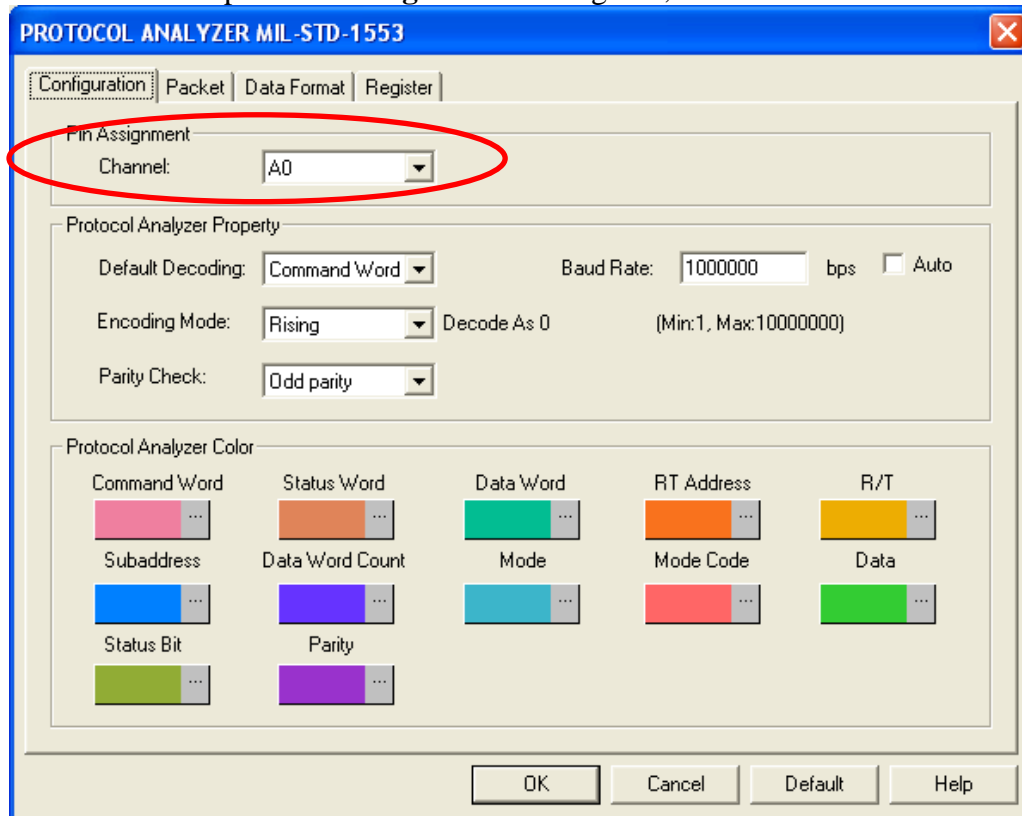 PROTOCOL ANALYZER MIL-STD-1553
Configuration Packet Data Format Register
Pin Assignment
Channel: A0
Protocol Analyzer Property
Default Decoding: Command Word Baud Rate: 1000000 bps Auto
Encoding Mode: Rising Decode As 0 (Min:1, Max:10000000)
Parity Check: Odd parity
Protocol Analyzer Color
Command Word Status Word Data Word RT Address R/T
... ... ... ... ...
Subaddress Data Word Count Mode Mode Code Data
... ... ... ... ...
Status Bit Parity
... ...
OK Cancel Default Help